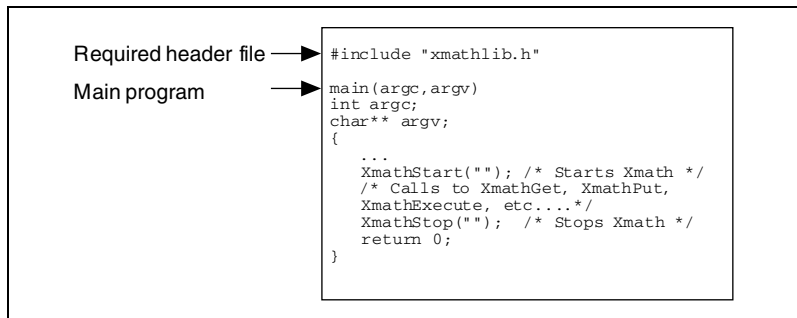 Required header file
#include "xmathlib.h"
Main program
main(argc,argv)
int argc;
char** argv;
{
...
XmathStart(""); /* Starts Xmath */
/* Calls to XmathGet, XmathPut,
XmathExecute, etc....*/
XmathStop("");  /* Stops Xmath */
return 0;
}